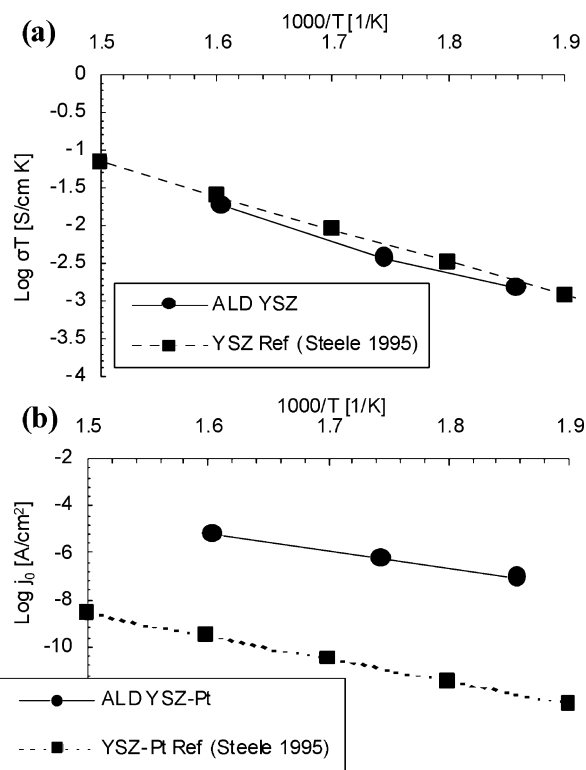 (a)
1000/T [1/K]
1.5 1.6 1.7 1.8 1.9
0
-0.5
-1
-1.5
-2
-2.5
-3
-3.5
-4
Log σT [S/cm K]
ALD YSZ
YSZ Ref (Steele 1995)
(b)
1000/T [1/K]
1.5 1.6 1.7 1.8 1.9
-2
-4
-6
-8
-10
Log j₀ [A/cm²]
ALD YSZ-Pt
YSZ-Pt Ref (Steele 1995)